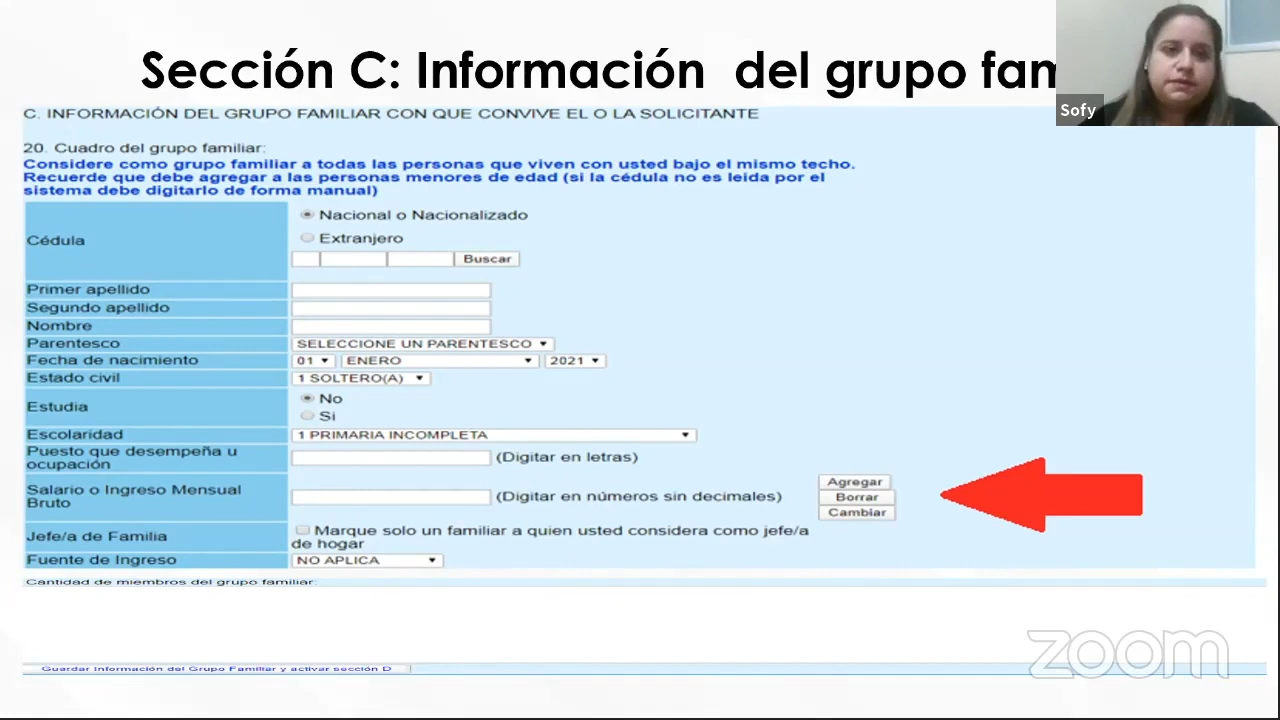 Sección C: Información del grupo fam
Sofy
C. INFORMACIÓN DEL GRUPO FAMILIAR CON QUE CONVIVE EL O LA SOLICITANTE
20. Cuadro del grupo familiar:
Considere como grupo familiar a todas las personas que viven con usted bajo el mismo techo.
Recuerde que debe agregar a las personas menores de edad (si la cédula no es leida por el
sistema debe digitarlo de forma manual)
Cédula
Nacional o Nacionalizado
Extranjero
Buscar
Primer apellido
Segundo apellido
Nombre
Parentesco SELECCIONE UN PARENTESCO
Fecha de nacimiento 01 ENERO 2021
Estado civil 1 SOLTERO(A)
Estudia
No
Si
Escolaridad 1 PRIMARIA INCOMPLETA
Puesto que desempeña u
ocupación
(Digitar en letras)
Salario o Ingreso Mensual
Bruto
(Digitar en números sin decimales)
Agregar
Borrar
Cambiar
Jefe/a de Familia
Marque solo un familiar a quien usted considera como jefe/a
de hogar
Fuente de Ingreso NO APLICA
Cantidad de miembros del grupo familiar:
zoom
Guardar Información del Grupo Familiar y activar sección D